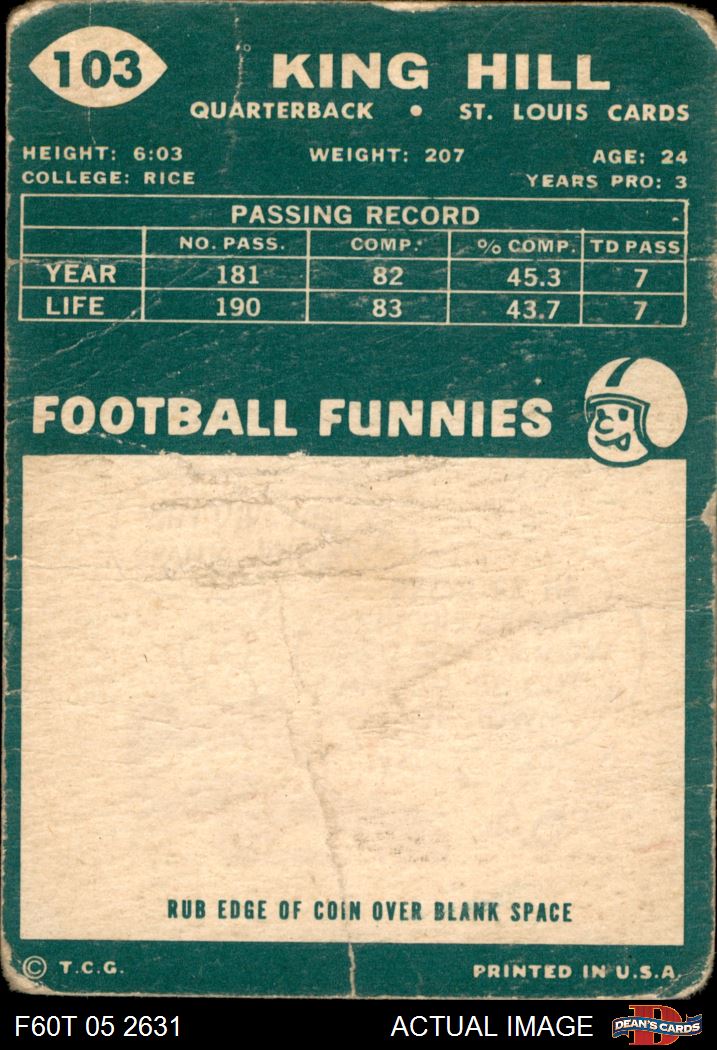 103
KING HILL
QUARTERBACK • ST. LOUIS CARDS
HEIGHT: 6:03 WEIGHT: 207 AGE: 24
COLLEGE: RICE YEARS PRO: 3
PASSING RECORD
NO. PASS. COMP. % COMP. TD PASS
YEAR 181 82 45.3 7
LIFE 190 83 43.7 7
FOOTBALL FUNNIES
RUB EDGE OF COIN OVER BLANK SPACE
© T.C.G. PRINTED IN U.S.A.
F60T 05 2631 ACTUAL IMAGE D DEAN'S CARDS